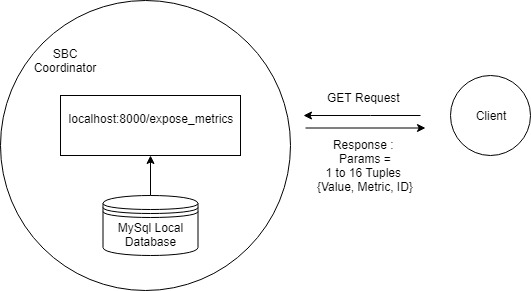 SBC
Coordinator
localhost:8000/expose_metrics
MySql Local
Database
GET Request
Response :
Params =
1 to 16 Tuples
{Value, Metric, ID}
Client